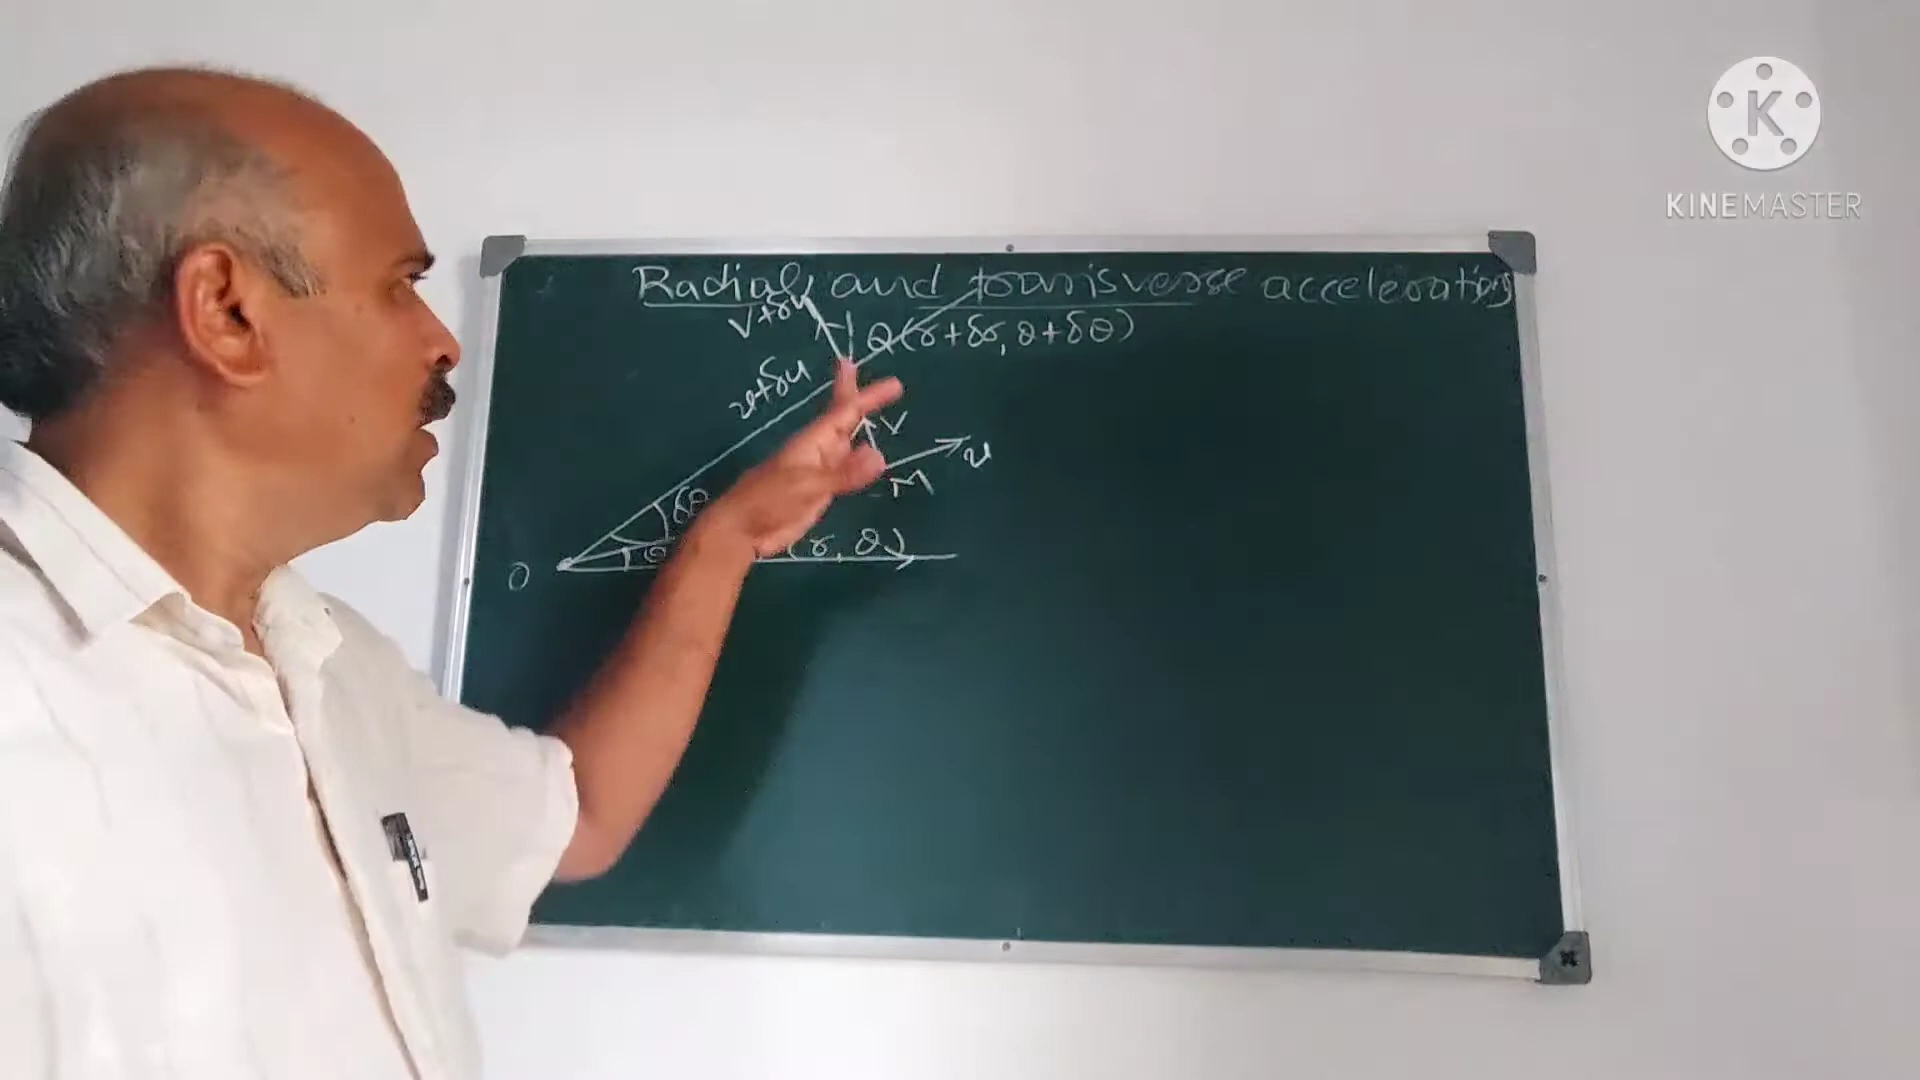 Radial and transverse accelerations
V+δv
Q(r+δr, θ+δθ)
u+δu
V
u
M
δθ
θ
(r, θ)
O
K
KINEMASTER